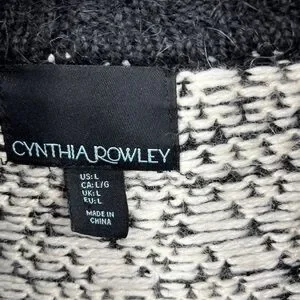 CYNTHIA ROWLEY
US:L
CA:L/G
UK:L
EU:L
MADE IN
CHINA